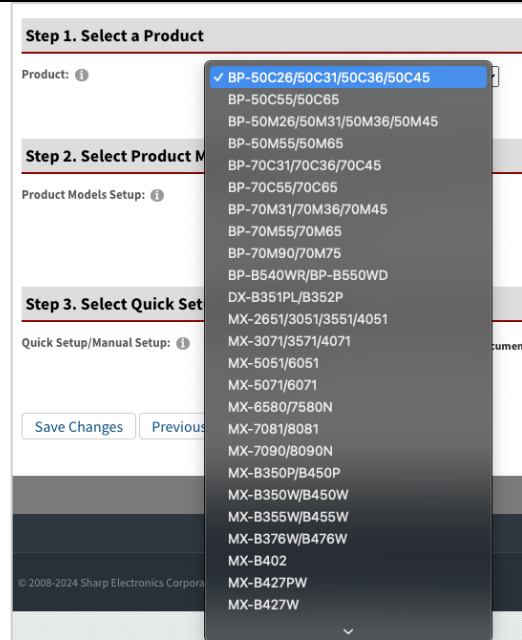 Step 1. Select a Product
Product:
✓ BP-50C26/50C31/50C36/50C45
BP-50C55/50C65
BP-50M26/50M31/50M36/50M45
BP-50M55/50M65
BP-70C31/70C36/70C45
BP-70C55/70C65
BP-70M31/70M36/70M45
BP-70M55/70M65
BP-70M90/70M75
BP-B540WR/BP-B550WD
DX-B351PL/B352P
MX-2651/3051/3551/4051
MX-3071/3571/4071
MX-5051/6051
MX-5071/6071
MX-6580/7580N
MX-7081/8081
MX-7090/8090N
MX-B350P/B450P
MX-B350W/B450W
MX-B355W/B455W
MX-B376W/B476W
MX-B402
MX-B427PW
MX-B427W
Step 2. Select Product M
Product Models Setup:
Step 3. Select Quick Set
Quick Setup/Manual Setup:
cumen
Save Changes
Previous
© 2008-2024 Sharp Electronics Corpora